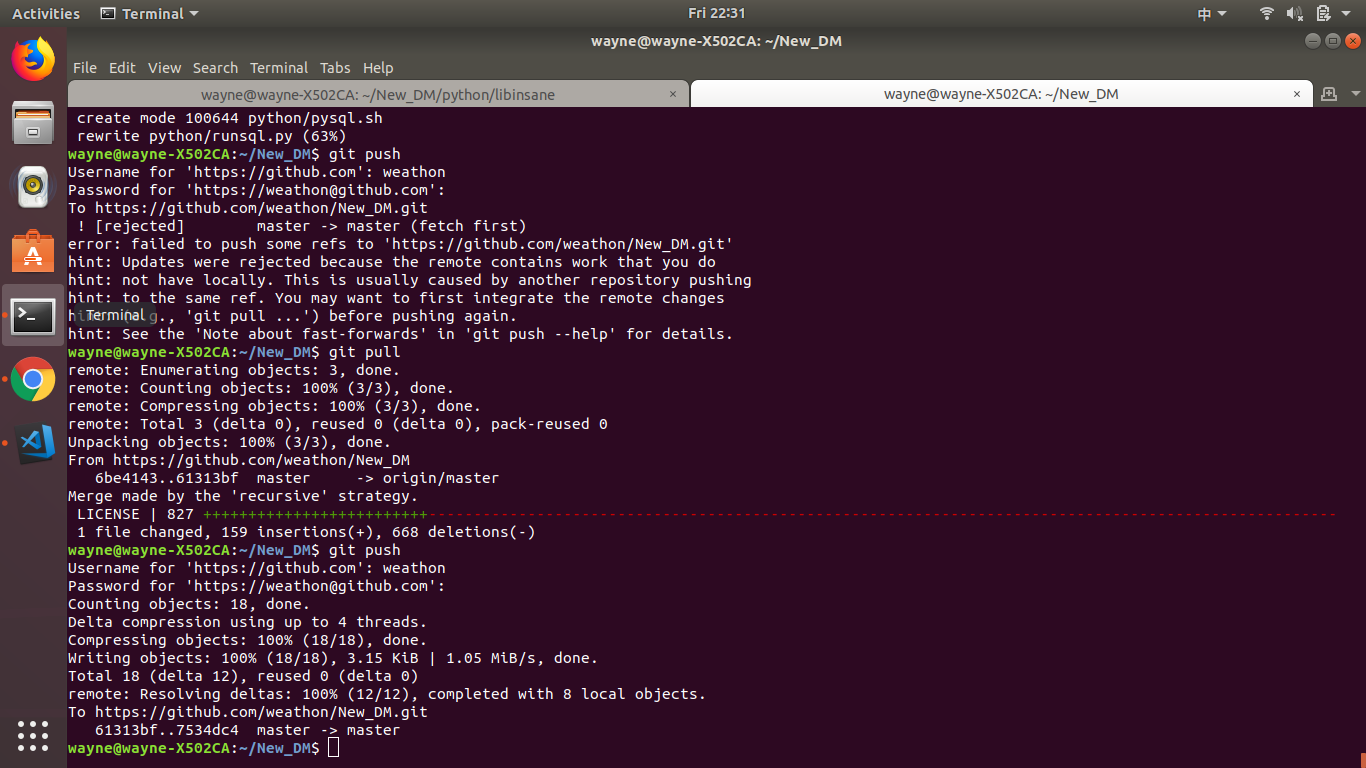 Activities Terminal Fri 22:31 中
wayne@wayne-X502CA: ~/New_DM
File Edit View Search Terminal Tabs Help
wayne@wayne-X502CA: ~/New_DM/python/libinsane × wayne@wayne-X502CA: ~/New_DM ×
create mode 100644 python/pysql.sh
rewrite python/runsql.py (63%)
wayne@wayne-X502CA:~/New_DM$ git push
Username for 'https://github.com': weathon
Password for 'https://weathon@github.com':
To https://github.com/weathon/New_DM.git
! [rejected]        master -> master (fetch first)
error: failed to push some refs to 'https://github.com/weathon/New_DM.git'
hint: Updates were rejected because the remote contains work that you do
hint: not have locally. This is usually caused by another repository pushing
hint: to the same ref. You may want to first integrate the remote changes
Terminal
., 'git pull ...') before pushing again.
hint: See the 'Note about fast-forwards' in 'git push --help' for details.
wayne@wayne-X502CA:~/New_DM$ git pull
remote: Enumerating objects: 3, done.
remote: Counting objects: 100% (3/3), done.
remote: Compressing objects: 100% (3/3), done.
remote: Total 3 (delta 0), reused 0 (delta 0), pack-reused 0
Unpacking objects: 100% (3/3), done.
From https://github.com/weathon/New_DM
   6be4143..61313bf  master     -> origin/master
Merge made by the 'recursive' strategy.
 LICENSE | 827 +++++++++++++++++++++++++-----------------------------------------------------------------------------------------------------
 1 file changed, 159 insertions(+), 668 deletions(-)
wayne@wayne-X502CA:~/New_DM$ git push
Username for 'https://github.com': weathon
Password for 'https://weathon@github.com':
Counting objects: 18, done.
Delta compression using up to 4 threads.
Compressing objects: 100% (18/18), done.
Writing objects: 100% (18/18), 3.15 KiB | 1.05 MiB/s, done.
Total 18 (delta 12), reused 0 (delta 0)
remote: Resolving deltas: 100% (12/12), completed with 8 local objects.
To https://github.com/weathon/New_DM.git
   61313bf..7534dc4  master -> master
wayne@wayne-X502CA:~/New_DM$